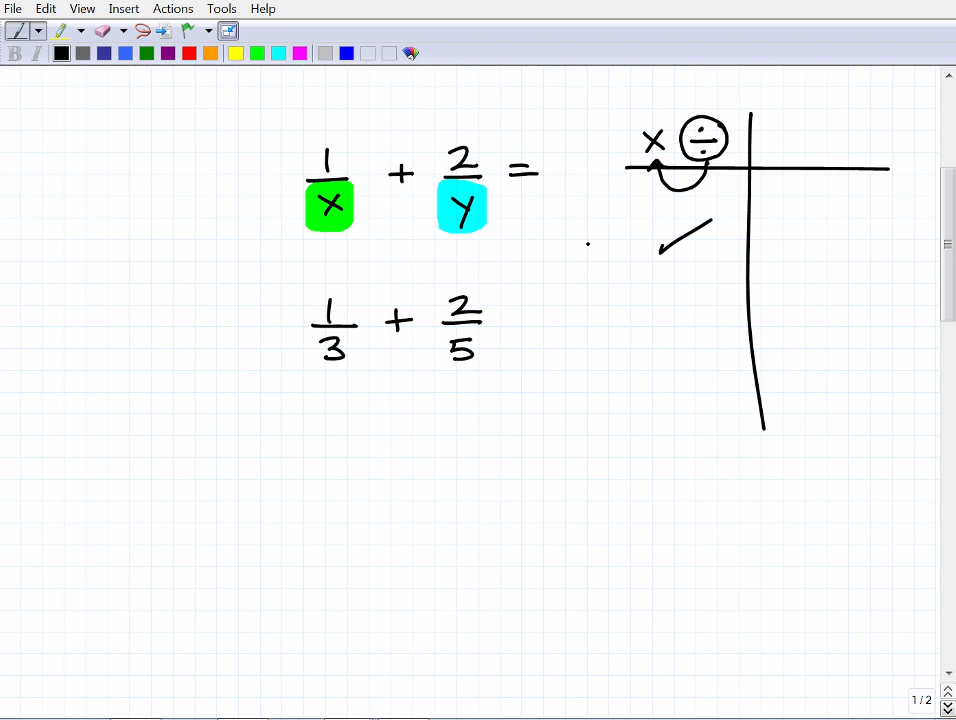 File Edit View Insert Actions Tools Help
B I
1/x + 2/y =
x ÷
1/3 + 2/5
1 / 2